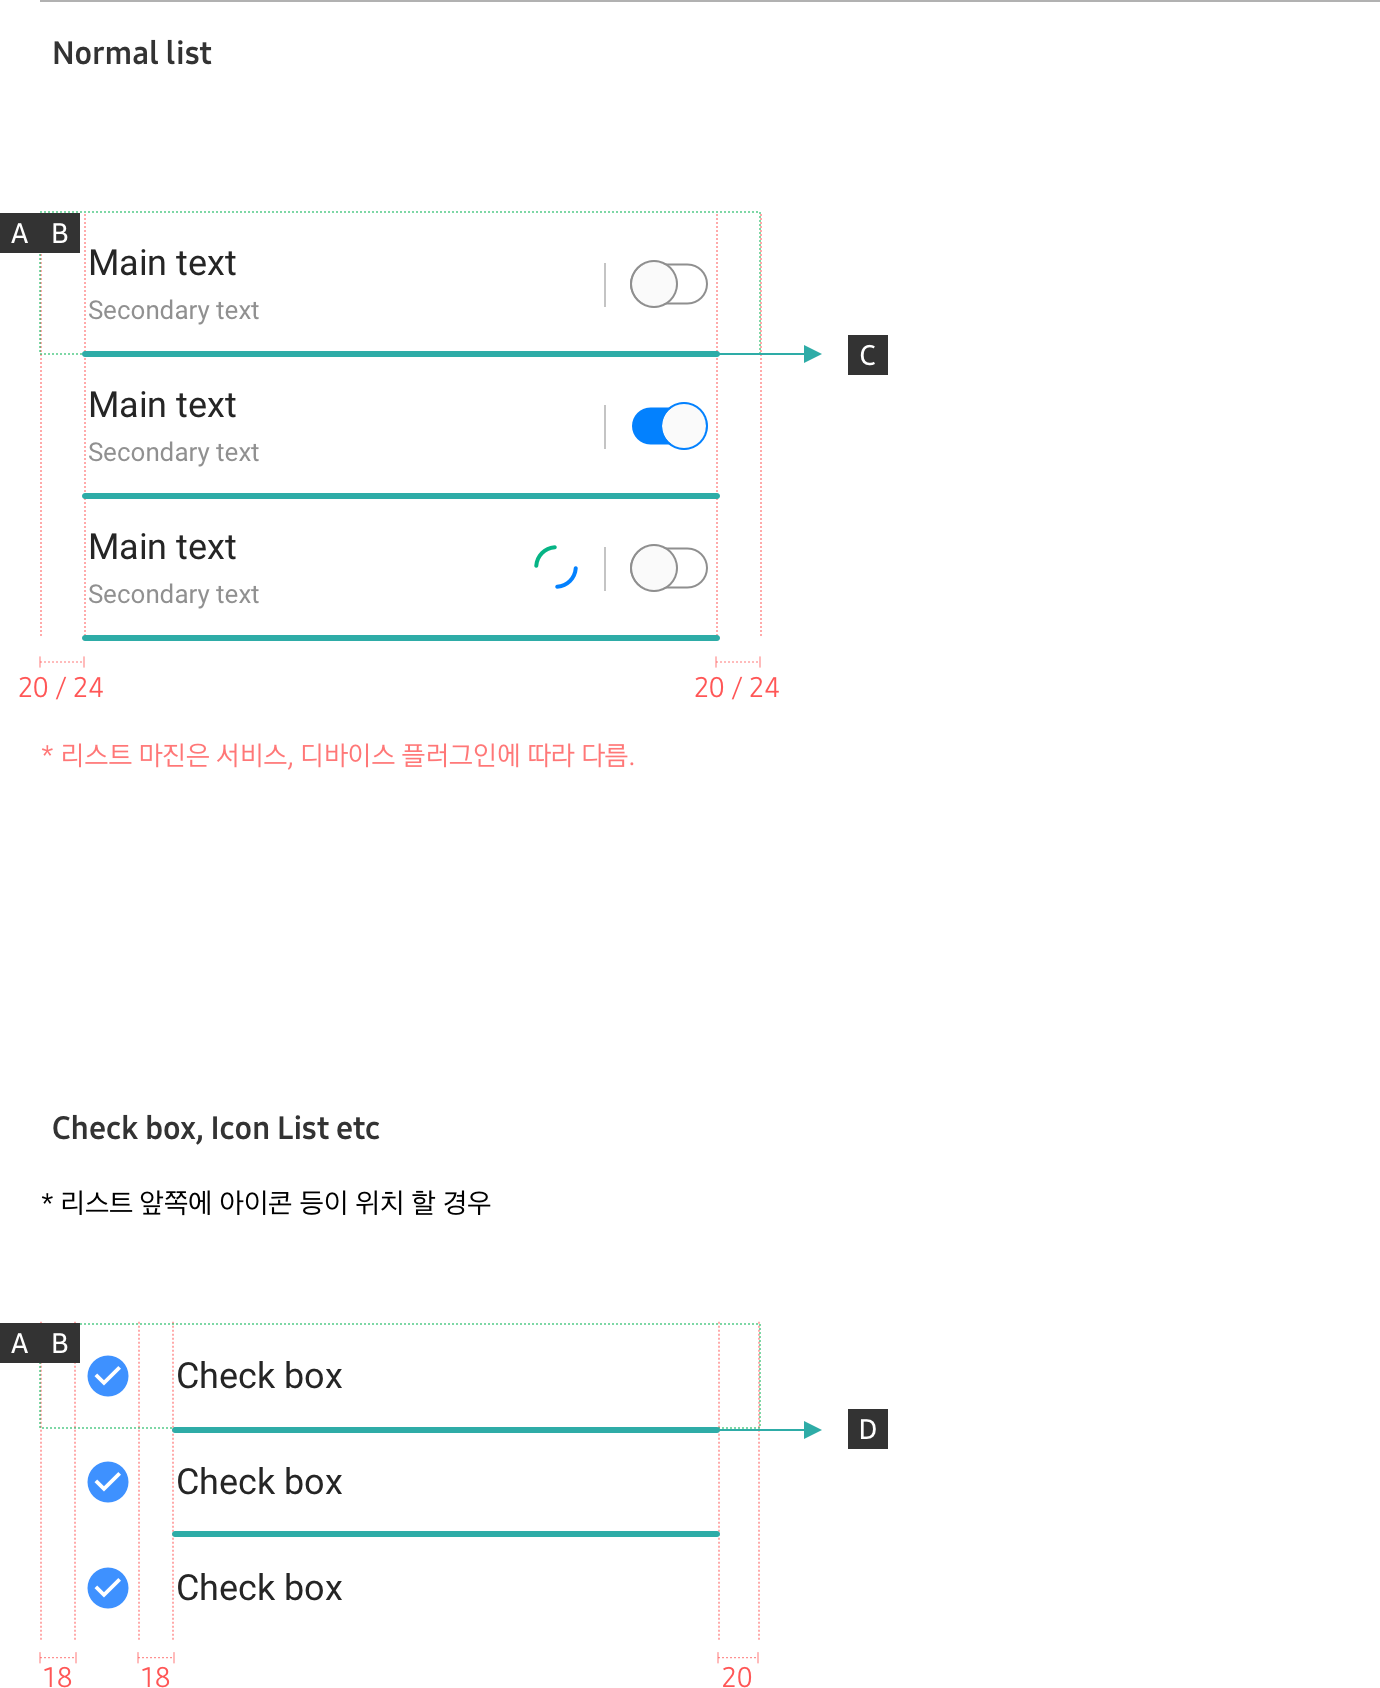 Normal list
A B
Main text
Secondary text
C
Main text
Secondary text
Main text
Secondary text
20 / 24 20 / 24
* 리스트 마진은 서비스, 디바이스 플러그인에 따라 다름.
Check box, Icon List etc
* 리스트 앞쪽에 아이콘 등이 위치 할 경우
A B
Check box
D
Check box
Check box
18 18 20